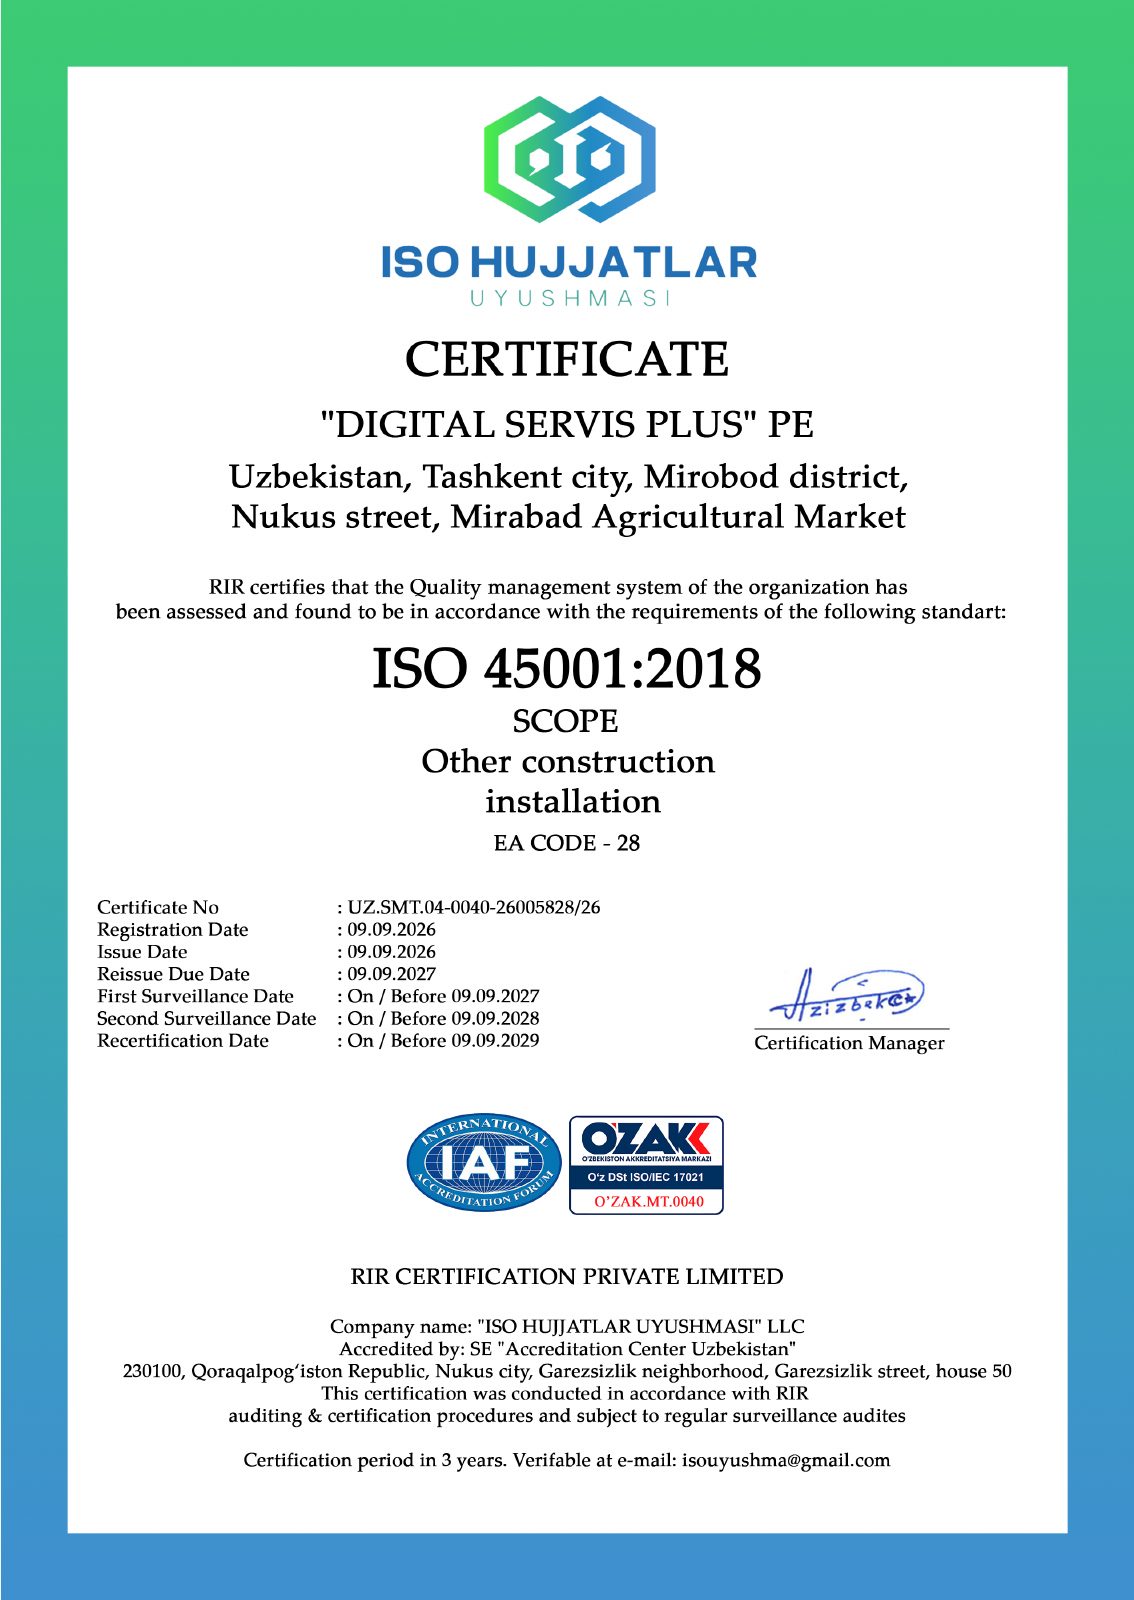 ISO HUJJATLAR
UYUSHMASI
CERTIFICATE
"DIGITAL SERVIS PLUS" PE
Uzbekistan, Tashkent city, Mirobod district,
Nukus street, Mirabad Agricultural Market
RIR certifies that the Quality management system of the organization has
been assessed and found to be in accordance with the requirements of the following standart:
ISO 45001:2018
SCOPE
Other construction
installation
EA CODE - 28
Certificate No : UZ.SMT.04-0040-26005828/26
Registration Date : 09.09.2026
Issue Date : 09.09.2026
Reissue Due Date : 09.09.2027
First Surveillance Date : On / Before 09.09.2027
Second Surveillance Date : On / Before 09.09.2028
Recertification Date : On / Before 09.09.2029
Azizbek
Certification Manager
INTERNATIONAL
IAF
ACCREDITATION FORUM
O'ZAKK
O'ZBEKISTON AKKREDITATSIYA MARKAZI
O'z DSt ISO/IEC 17021
O'ZAK.MT.0040
RIR CERTIFICATION PRIVATE LIMITED
Company name: "ISO HUJJATLAR UYUSHMASI" LLC
Accredited by: SE "Accreditation Center Uzbekistan"
230100, Qoraqalpog‘iston Republic, Nukus city, Garezsizlik neighborhood, Garezsizlik street, house 50
This certification was conducted in accordance with RIR
auditing & certification procedures and subject to regular surveillance audites
Certification period in 3 years. Verifable at e-mail: isouyushma@gmail.com